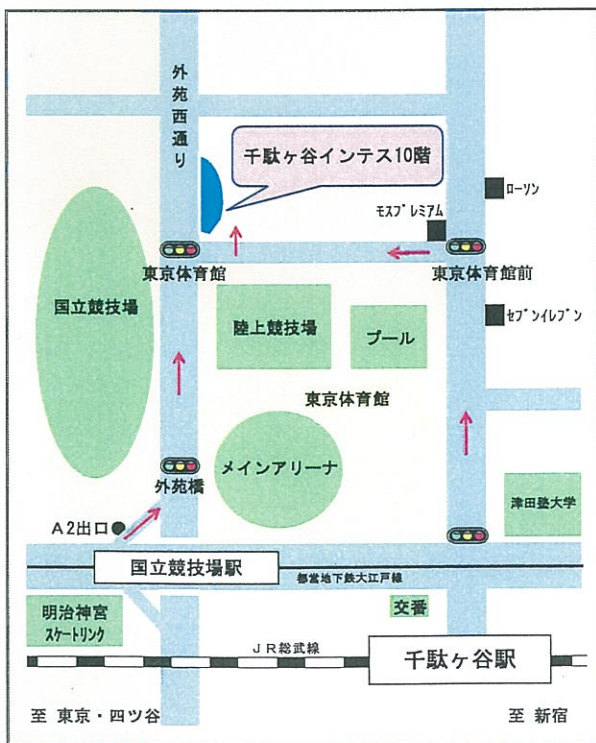 外苑西通り
千駄ヶ谷インテス10階
ローソン
モスプレミアム
東京体育館
東京体育館前
国立競技場
陸上競技場
プール
セブンイレブン
東京体育館
メインアリーナ
外苑橋
津田塾大学
A2出口
国立競技場駅
都営地下鉄大江戸線
明治神宮
スケートリンク
交番
JR総武線
千駄ヶ谷駅
至 東京・四ツ谷
至 新宿